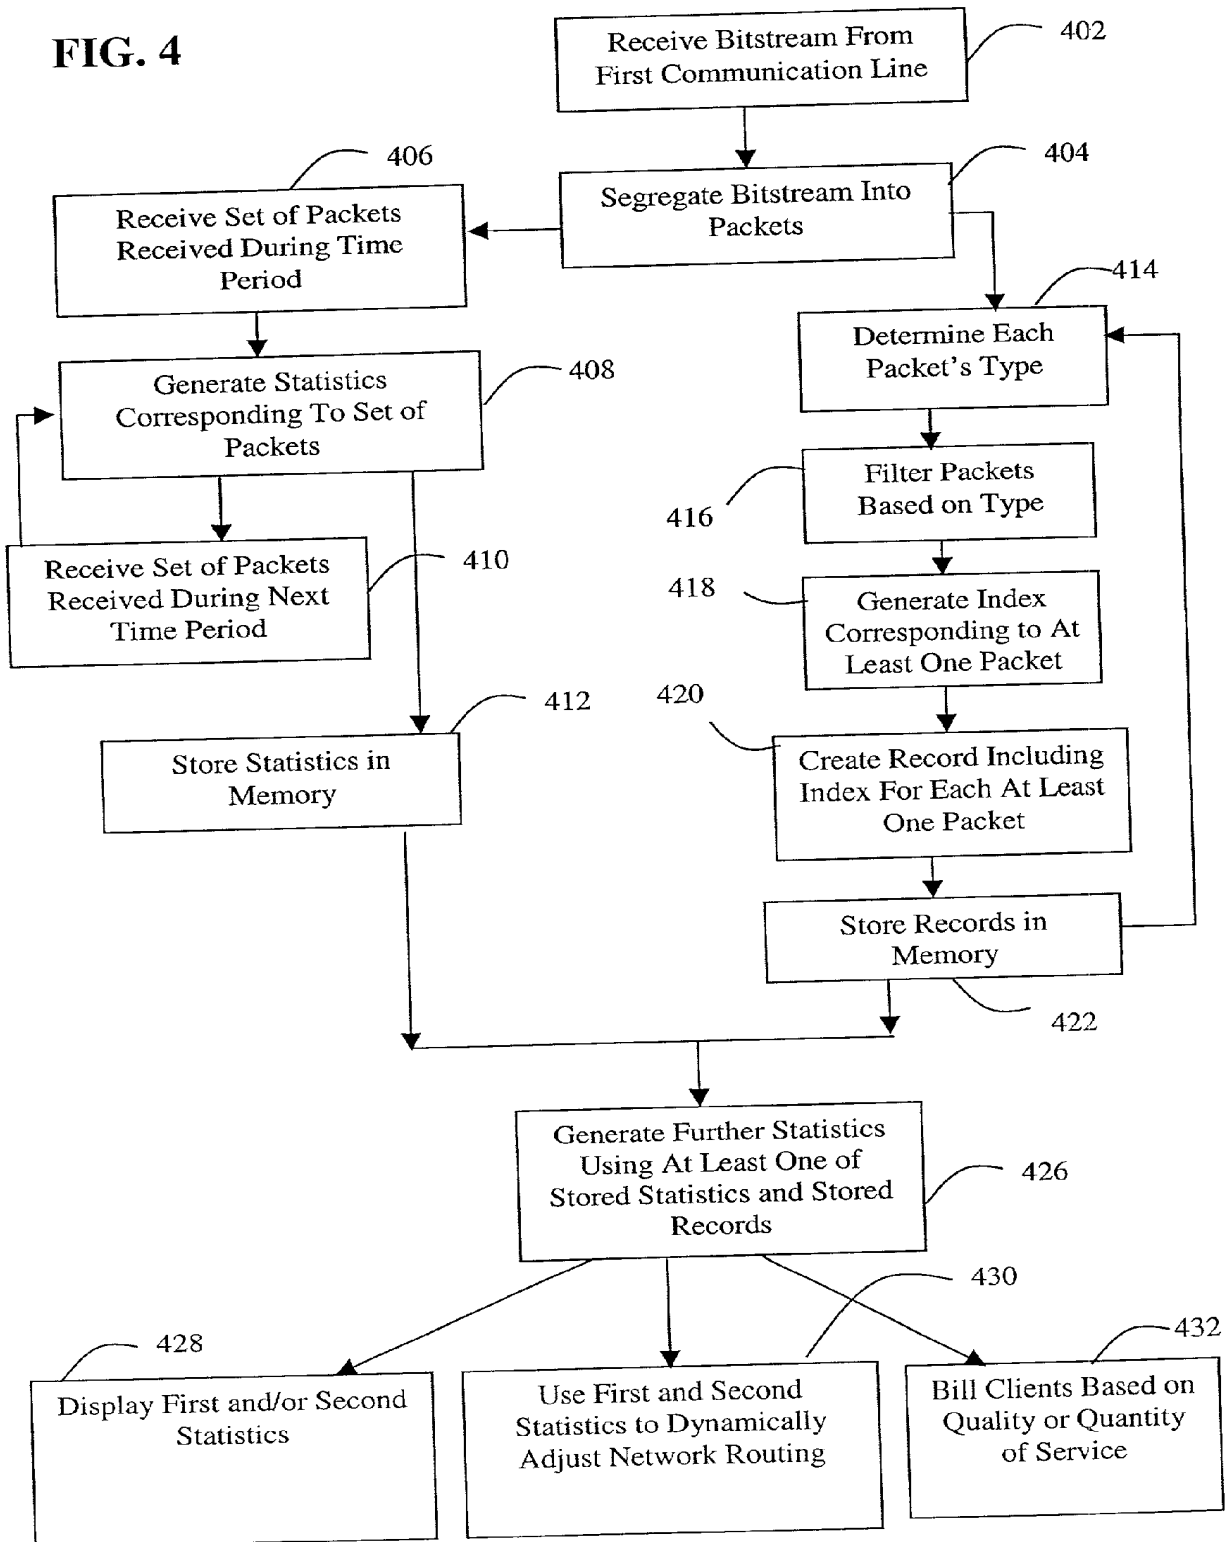 FIG. 4
Receive Bitstream From
First Communication Line
402
404
Segregate Bitstream Into
Packets
406
Receive Set of Packets
Received During Time
Period
414
Determine Each
Packet's Type
408
Generate Statistics
Corresponding To Set of
Packets
416
Filter Packets
Based on Type
410
Receive Set of Packets
Received During Next
Time Period
418
Generate Index
Corresponding to At
Least One Packet
412
Store Statistics in
Memory
420
Create Record Including
Index For Each At Least
One Packet
Store Records in
Memory
422
Generate Further Statistics
Using At Least One of
Stored Statistics and Stored
Records
426
428
Display First and/or Second
Statistics
430
Use First and Second
Statistics to Dynamically
Adjust Network Routing
432
Bill Clients Based on
Quality or Quantity
of Service